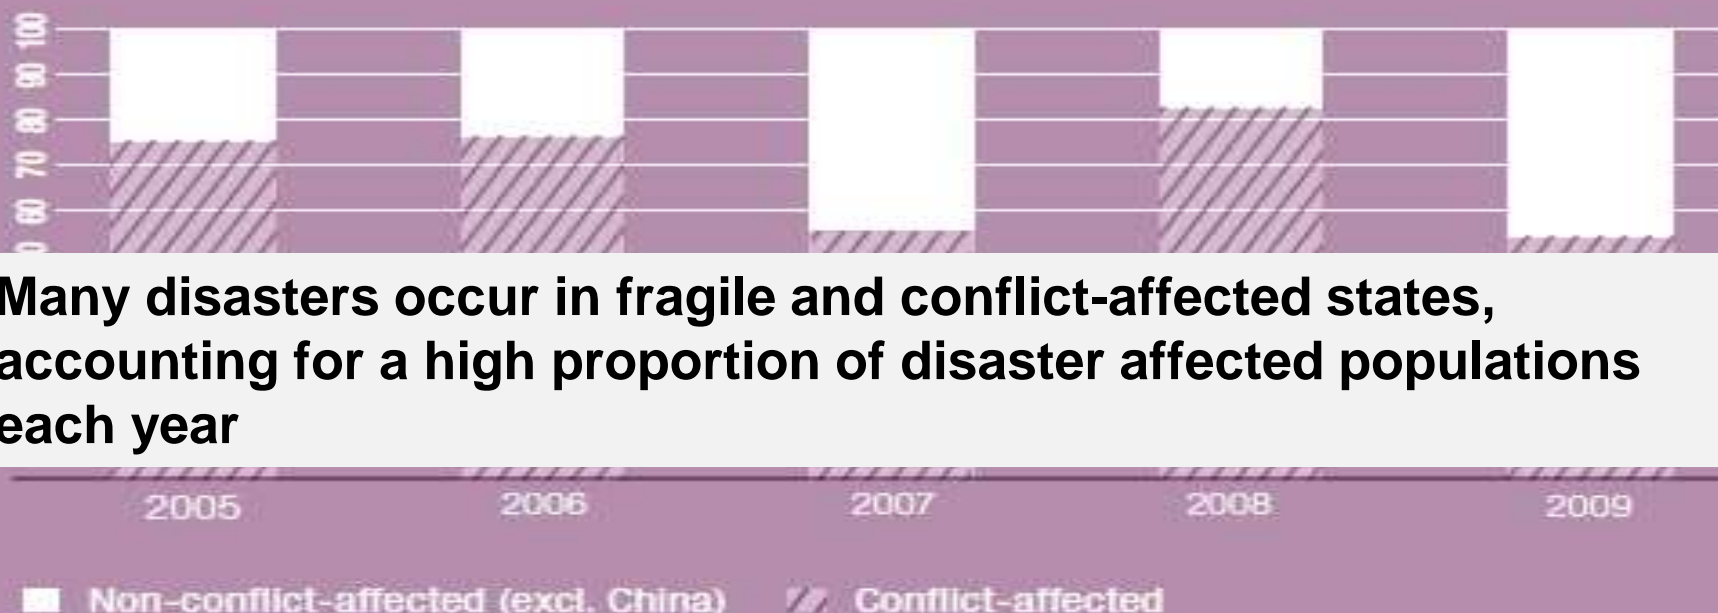 100
90
80
70
60
Many disasters occur in fragile and conflict-affected states,
accounting for a high proportion of disaster affected populations
each year
2005 2006 2007 2008 2009
Non-conflict-affected (excl. China) Conflict-affected